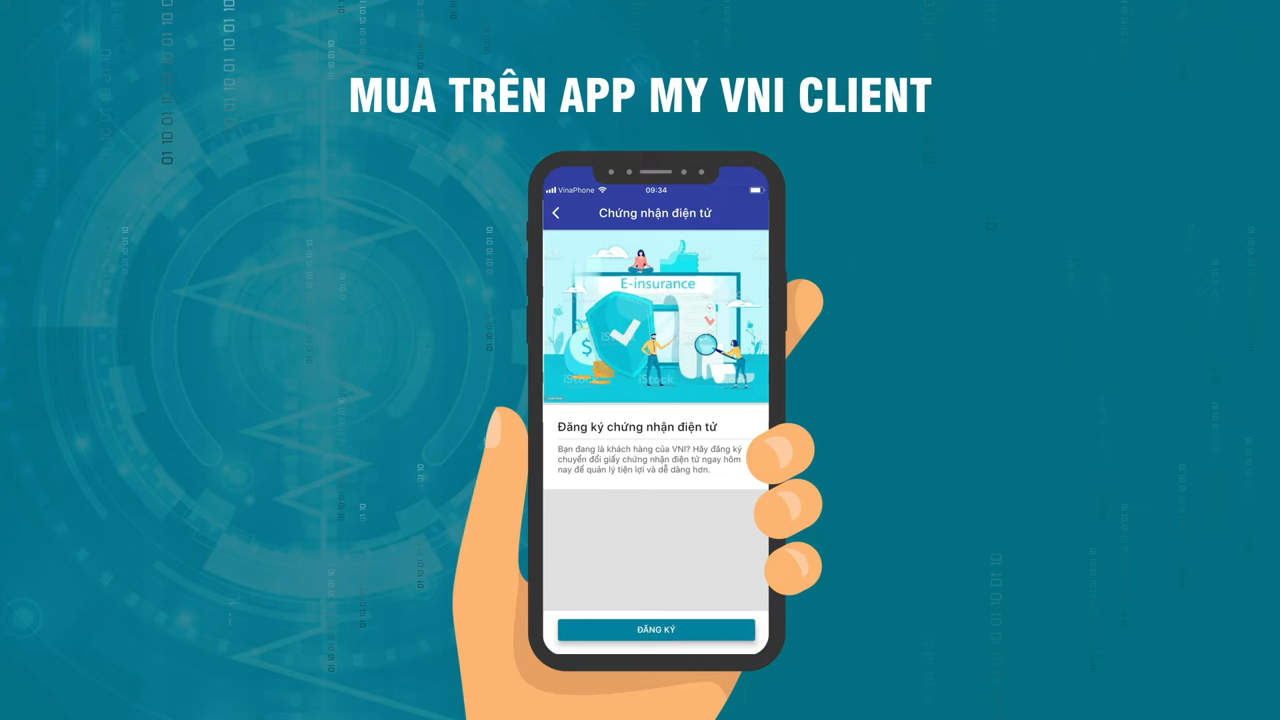 MUA TRÊN APP MY VNI CLIENT
VinaPhone 09:34
Chứng nhận điện tử
E-insurance
iStock
iStock
Đăng ký chứng nhận điện tử
Bạn đang là khách hàng của VNI? Hãy đăng ký
chuyển đổi giấy chứng nhận điện tử ngay hôm
nay để quản lý tiện lợi và dễ dàng hơn.
ĐĂNG KÝ